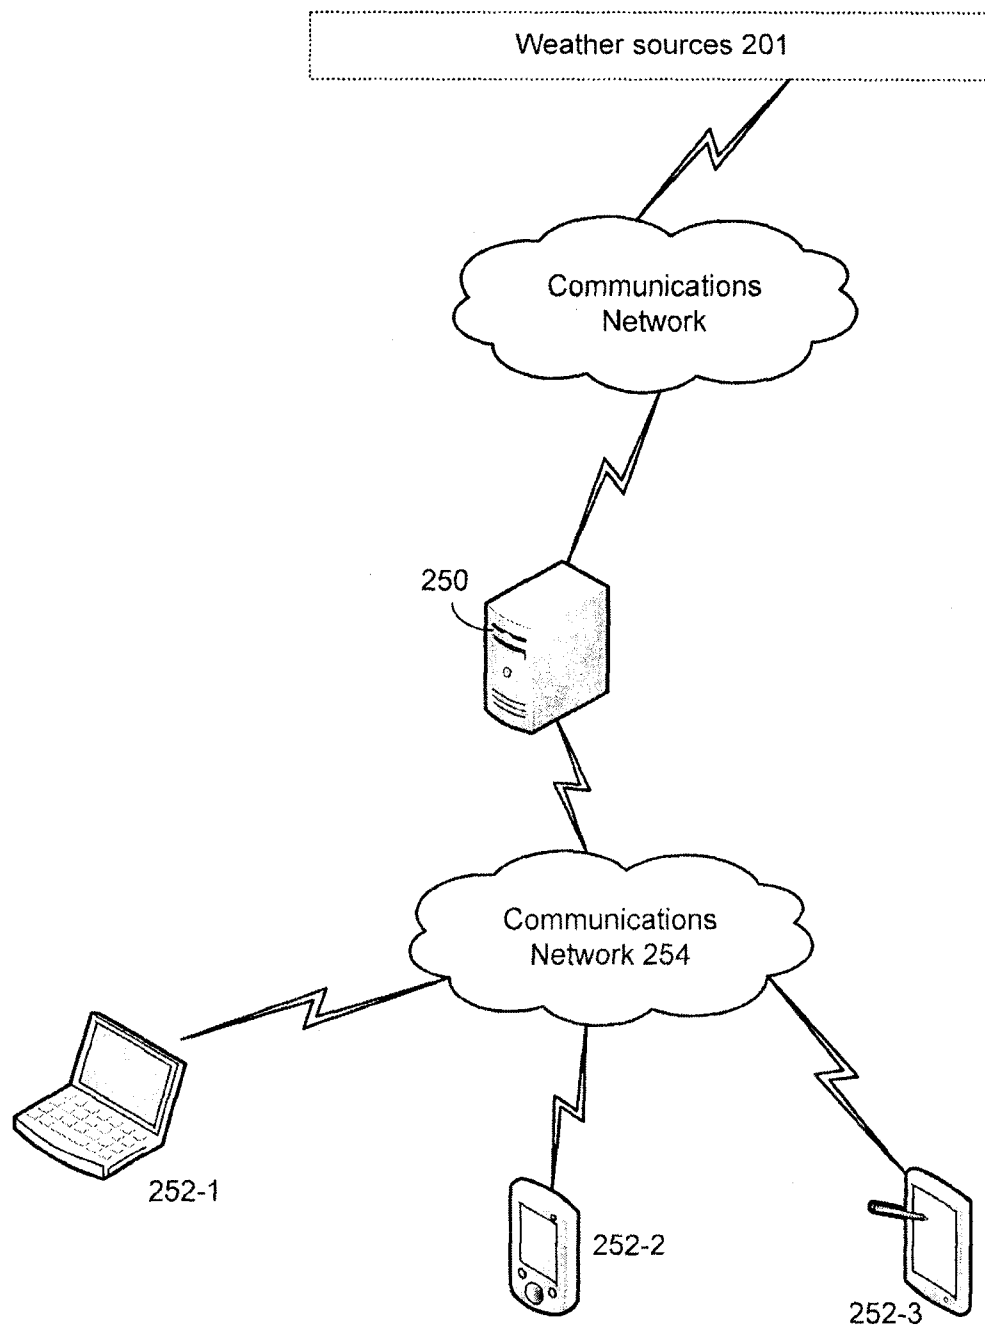 Weather sources 201
Communications
Network
250
Communications
Network 254
252-1
252-2
252-3